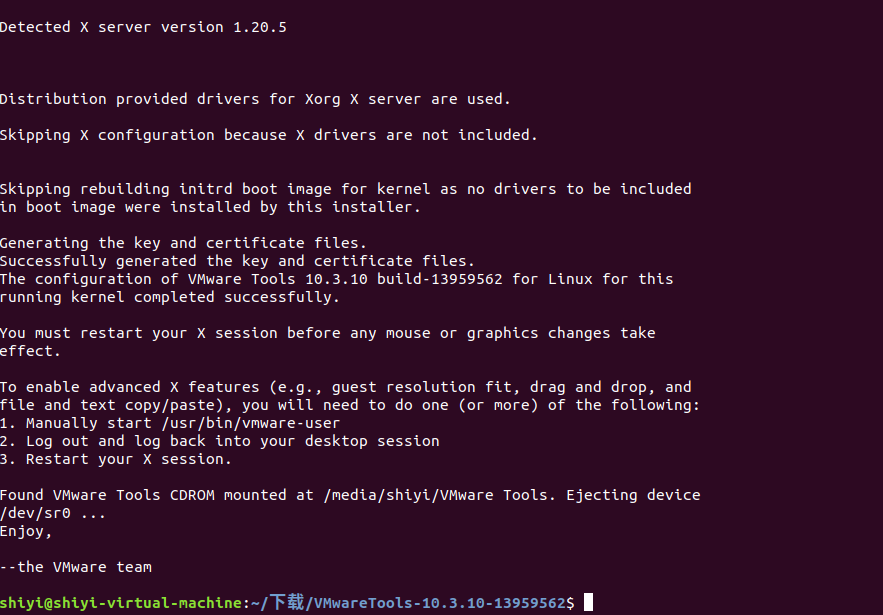 Detected X server version 1.20.5
Distribution provided drivers for Xorg X server are used.
Skipping X configuration because X drivers are not included.
Skipping rebuilding initrd boot image for kernel as no drivers to be included
in boot image were installed by this installer.
Generating the key and certificate files.
Successfully generated the key and certificate files.
The configuration of VMware Tools 10.3.10 build-13959562 for Linux for this
running kernel completed successfully.
You must restart your X session before any mouse or graphics changes take
effect.
To enable advanced X features (e.g., guest resolution fit, drag and drop, and
file and text copy/paste), you will need to do one (or more) of the following:
1. Manually start /usr/bin/vmware-user
2. Log out and log back into your desktop session
3. Restart your X session.
Found VMware Tools CDROM mounted at /media/shiyi/VMware Tools. Ejecting device
/dev/sr0 ...
Enjoy,
--the VMware team
shiyi@shiyi-virtual-machine:~/下载/VMwareTools-10.3.10-13959562$